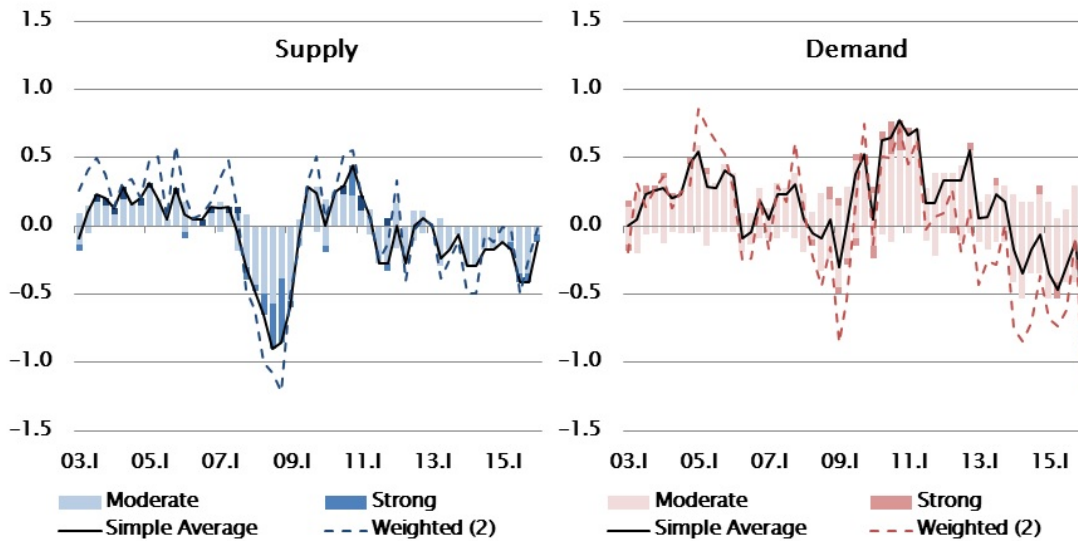 Supply
1.5
1.0
0.5
0.0
−0.5
−1.0
−1.5
03.I 05.I 07.I 09.I 11.I 13.I 15.I
Moderate Strong
Simple Average Weighted (2)
Demand
1.5
1.0
0.5
0.0
−0.5
−1.0
−1.5
03.I 05.I 07.I 09.I 11.I 13.I 15.I
Moderate Strong
Simple Average Weighted (2)